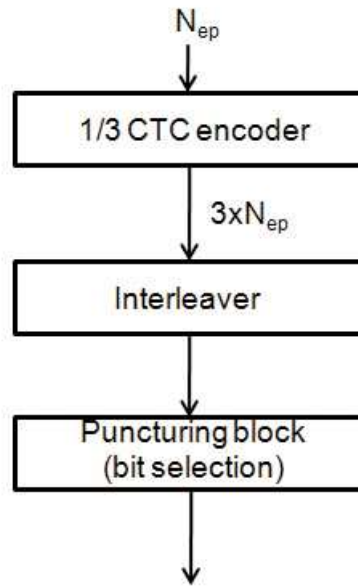 N_ep
1/3 CTC encoder
3xN_ep
Interleaver
Puncturing block
(bit selection)